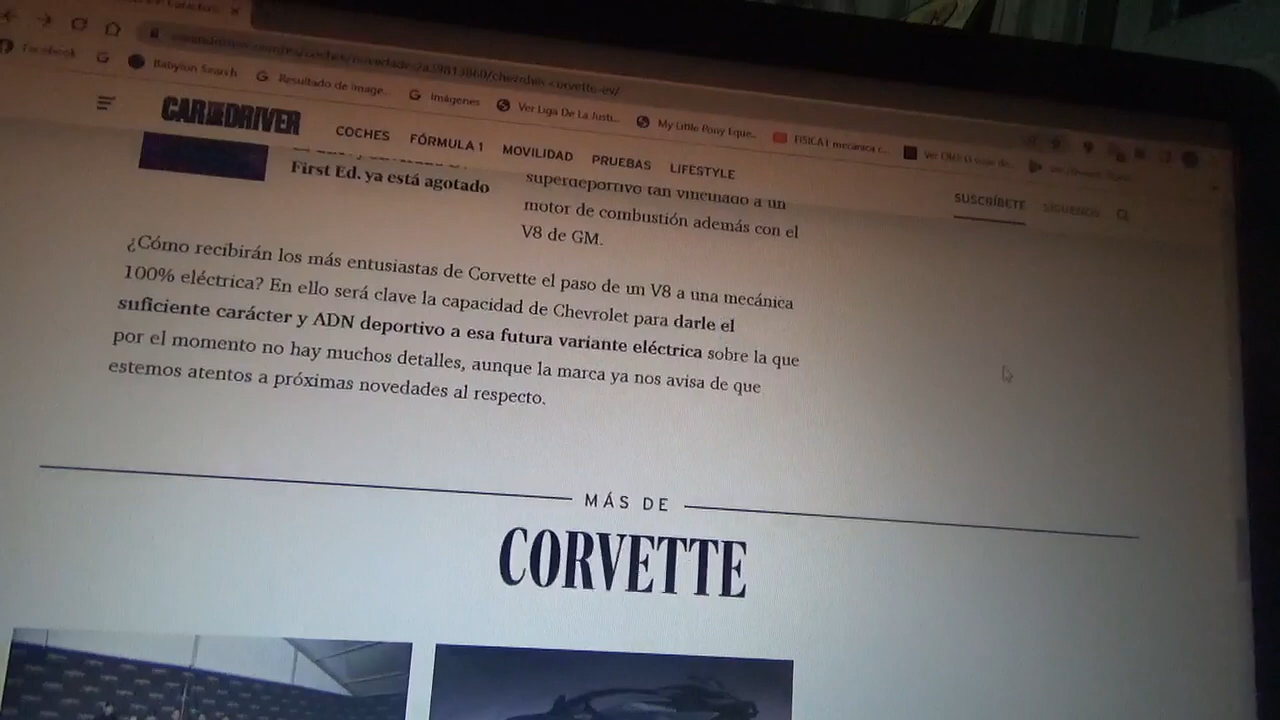 Facebook
Babylon Search
Resultado de image...
Imágenes
Ver Liga De La Justi...
My Little Pony Eque...
FISICA I mecanica c...
CAR AND DRIVER
COCHES
FÓRMULA 1
MOVILIDAD
PRUEBAS
LIFESTYLE
SUSCRÍBETE
SÍGUENOS
First Ed. ya está agotado
superdeportivo tan vinculado a un
motor de combustión además con el
V8 de GM.
¿Cómo recibirán los más entusiastas de Corvette el paso de un V8 a una mecánica
100% eléctrica? En ello será clave la capacidad de Chevrolet para darle el
suficiente carácter y ADN deportivo a esa futura variante eléctrica sobre la que
por el momento no hay muchos detalles, aunque la marca ya nos avisa de que
estemos atentos a próximas novedades al respecto.
MÁS DE
CORVETTE